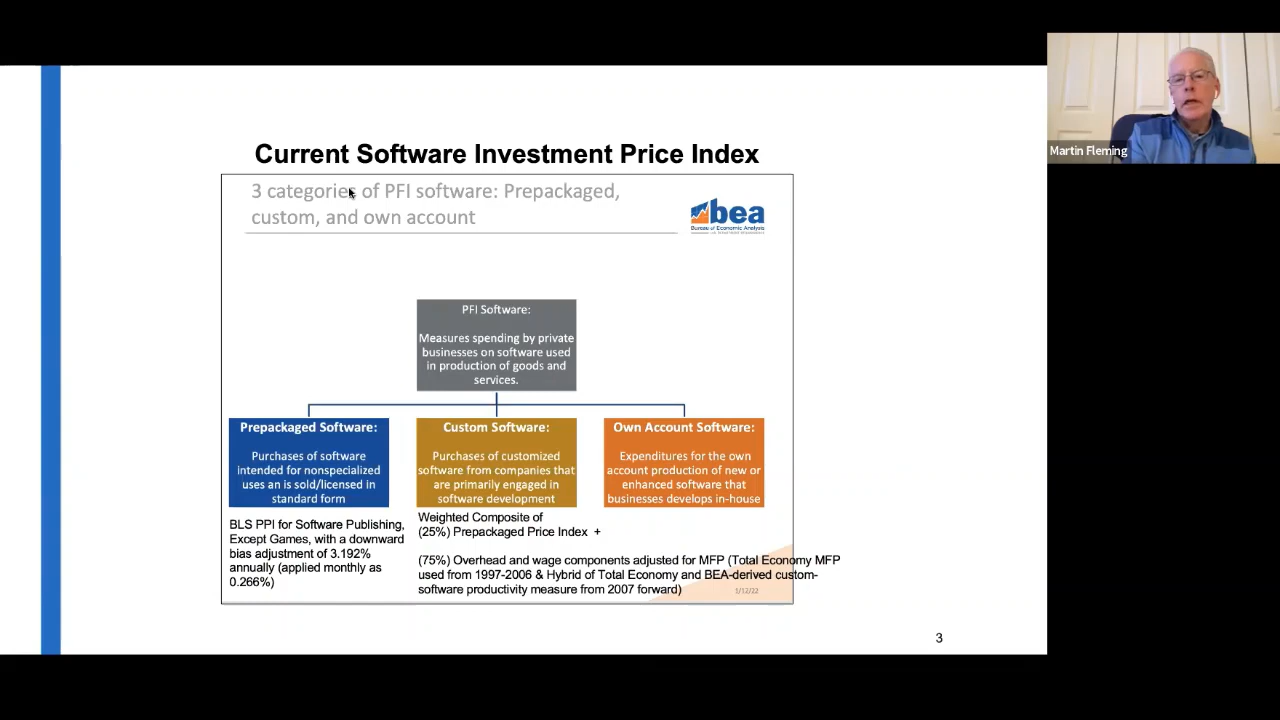 Current Software Investment Price Index
3 categories of PFI software: Prepackaged,
custom, and own account
bea
Bureau of Economic Analysis
PFI Software:
Measures spending by private
businesses on software used
in production of goods and
services.
Prepackaged Software:
Purchases of software
intended for nonspecialized
uses an is sold/licensed in
standard form
Custom Software:
Purchases of customized
software from companies that
are primarily engaged in
software development
Own Account Software:
Expenditures for the own
account production of new or
enhanced software that
businesses develops in-house
BLS PPI for Software Publishing,
Except Games, with a downward
bias adjustment of 3.192%
annually (applied monthly as
0.266%)
Weighted Composite of
(25%) Prepackaged Price Index +
(75%) Overhead and wage components adjusted for MFP (Total Economy MFP
used from 1997-2006 & Hybrid of Total Economy and BEA-derived custom-
software productivity measure from 2007 forward)
1/12/22
3
Martin Fleming